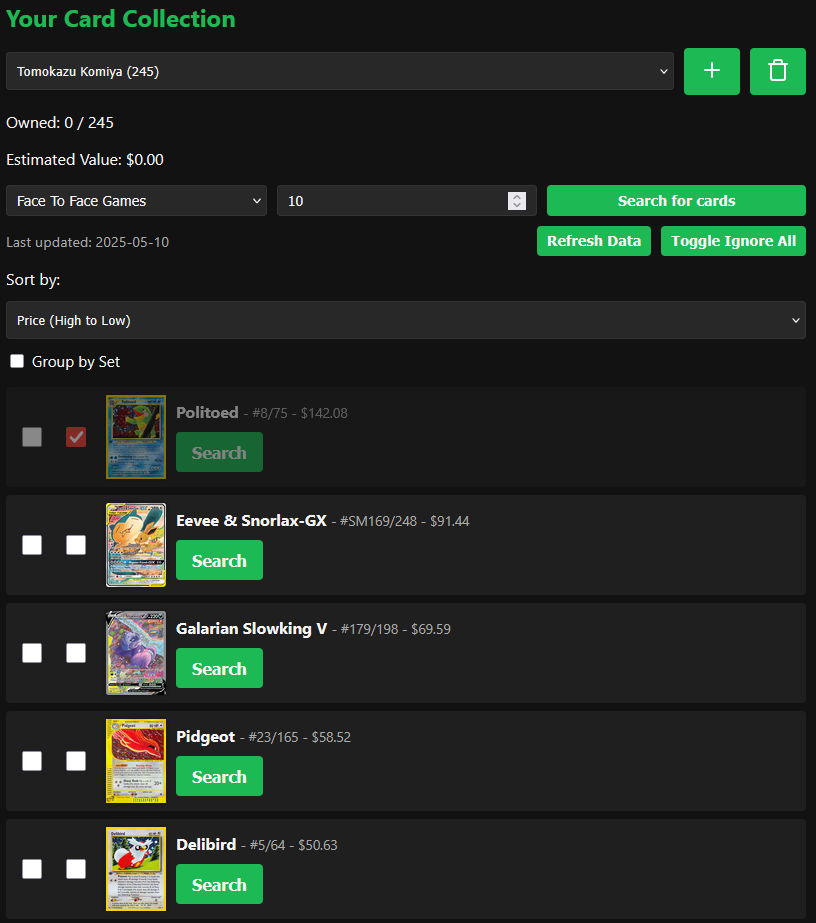 Your Card Collection
Tomokazu Komiya (245)
Owned: 0 / 245
Estimated Value: $0.00
Face To Face Games 10 Search for cards
Last updated: 2025-05-10 Refresh Data Toggle Ignore All
Sort by:
Price (High to Low)
Group by Set
Politoed - #8/75 - $142.08
Search
Eevee & Snorlax-GX - #SM169/248 - $91.44
Search
Galarian Slowking V - #179/198 - $69.59
Search
Pidgeot - #23/165 - $58.52
Search
Delibird - #5/64 - $50.63
Search